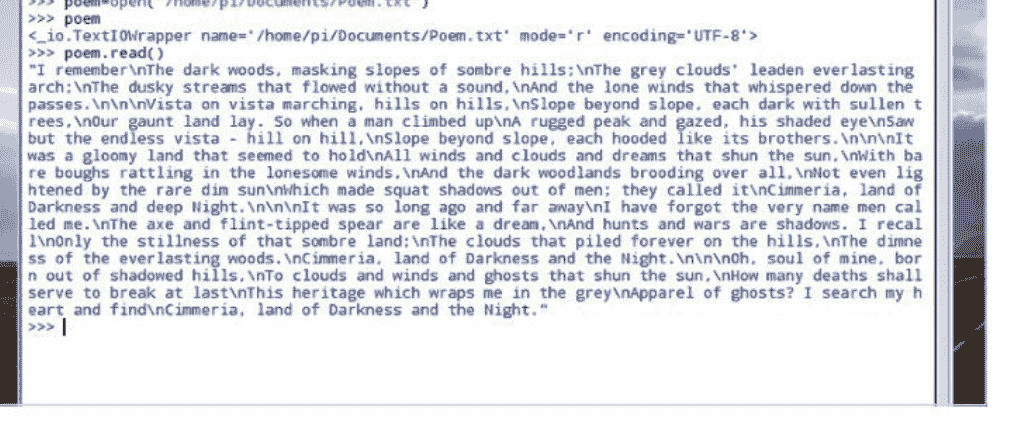 >>> poem=open("/home/pi/Documents/Poem.txt")
>>> poem
<_io.TextIOWrapper name='/home/pi/Documents/Poem.txt' mode='r' encoding='UTF-8'>
>>> poem.read()
"I remember\nThe dark woods, masking slopes of sombre hills;\nThe grey clouds' leaden everlasting
arch;\nThe dusky streams that flowed without a sound,\nAnd the lone winds that whispered down the
passes.\n\n\nVista on vista marching, hills on hills,\nSlope beyond slope, each dark with sullen t
rees,\nOur gaunt land lay. So when a man climbed up\nA rugged peak and gazed, his shaded eye\nSaw
but the endless vista - hill on hill,\nSlope beyond slope, each hooded like its brothers.\n\n\nIt
was a gloomy land that seemed to hold\nAll winds and clouds and dreams that shun the sun,\nWith ba
re boughs rattling in the lonesome winds,\nAnd the dark woodlands brooding over all,\nNot even lig
htened by the rare dim sun\nWhich made squat shadows out of men; they called it\nCimmeria, land of
Darkness and deep Night.\n\n\nIt was so long ago and far away\nI have forgot the very name men cal
led me.\nThe axe and flint-tipped spear are like a dream,\nAnd hunts and wars are shadows. I recal
l\nOnly the stillness of that sombre land;\nThe clouds that piled forever on the hills,\nThe dimne
ss of the everlasting woods.\nCimmeria, land of Darkness and the Night.\n\n\nOh, soul of mine, bor
n out of shadowed hills,\nTo clouds and winds and ghosts that shun the sun,\nHow many deaths shall
serve to break at last\nThis heritage which wraps me in the grey\nApparel of ghosts? I search my h
eart and find\nCimmeria, land of Darkness and the Night."
>>>